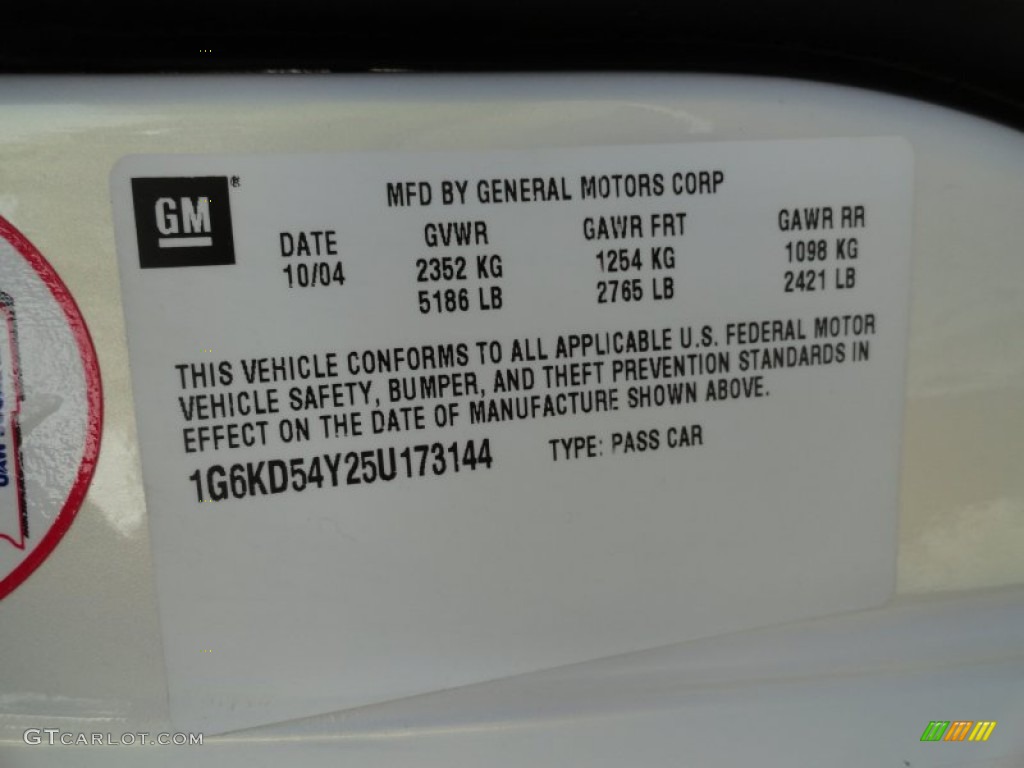 GM®
MFD BY GENERAL MOTORS CORP
DATE GVWR GAWR FRT GAWR RR
10/04 2352 KG 1254 KG 1098 KG
5186 LB 2765 LB 2421 LB
THIS VEHICLE CONFORMS TO ALL APPLICABLE U.S. FEDERAL MOTOR
VEHICLE SAFETY, BUMPER, AND THEFT PREVENTION STANDARDS IN
EFFECT ON THE DATE OF MANUFACTURE SHOWN ABOVE.
1G6KD54Y25U173144 TYPE: PASS CAR
GTCARLOT.COM